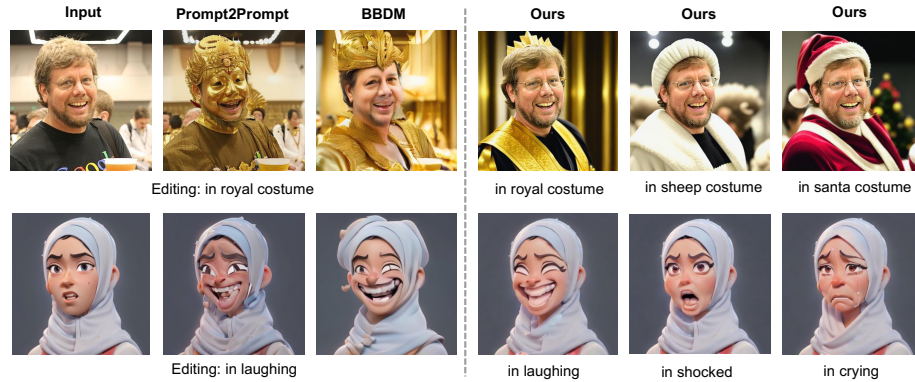 Input Prompt2Prompt BBDM Ours Ours Ours
Editing: in royal costume in royal costume in sheep costume in santa costume
Editing: in laughing in laughing in shocked in crying